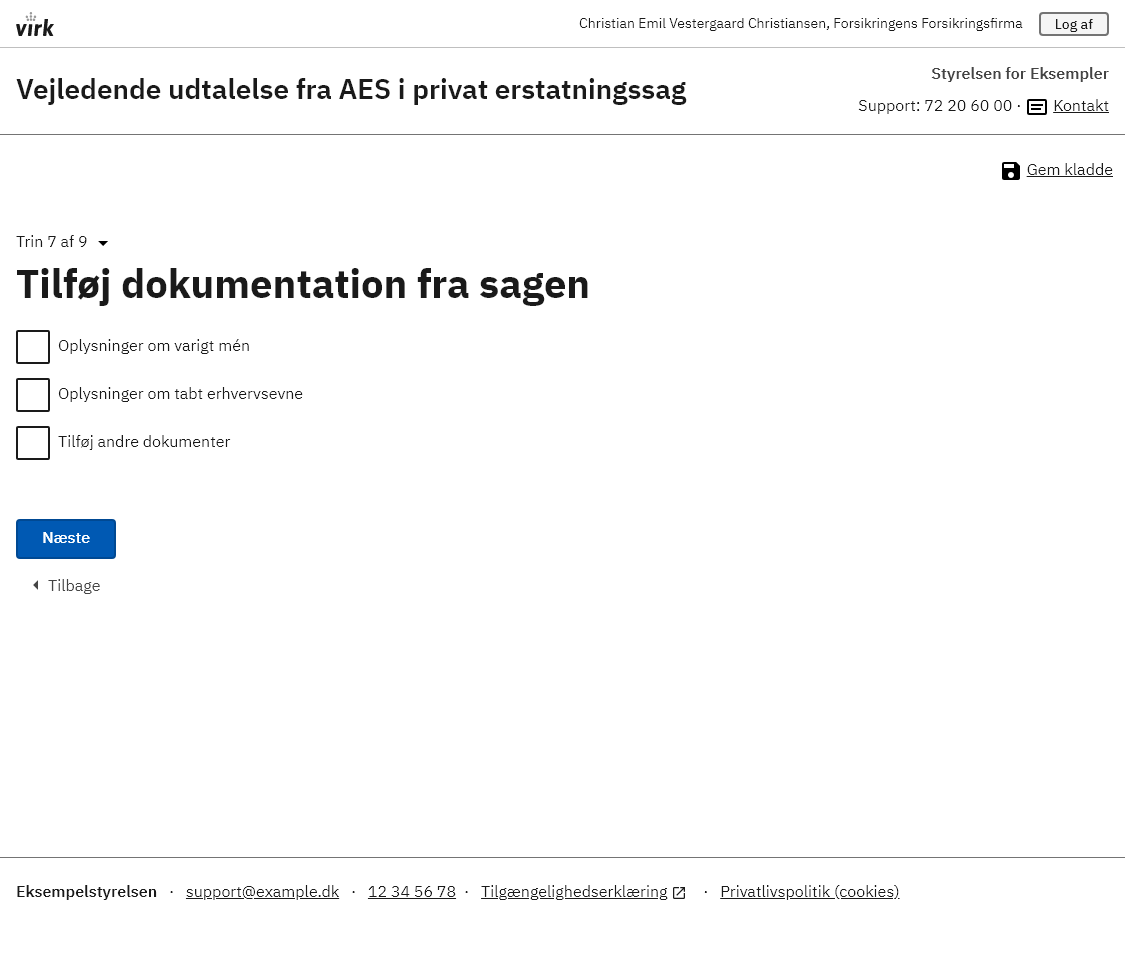 virk
Christian Emil Vestergaard Christiansen, Forsikringens Forsikringsfirma
Log af
Vejledende udtalelse fra AES i privat erstatningssag
Styrelsen for Eksempler
Support: 72 20 60 00 · Kontakt
Gem kladde
Trin 7 af 9
Tilføj dokumentation fra sagen
Oplysninger om varigt mén
Oplysninger om tabt erhvervsevne
Tilføj andre dokumenter
Næste
Tilbage
Eksempelstyrelsen · support@example.dk · 12 34 56 78 · Tilgængelighedserklæring · Privatlivspolitik (cookies)